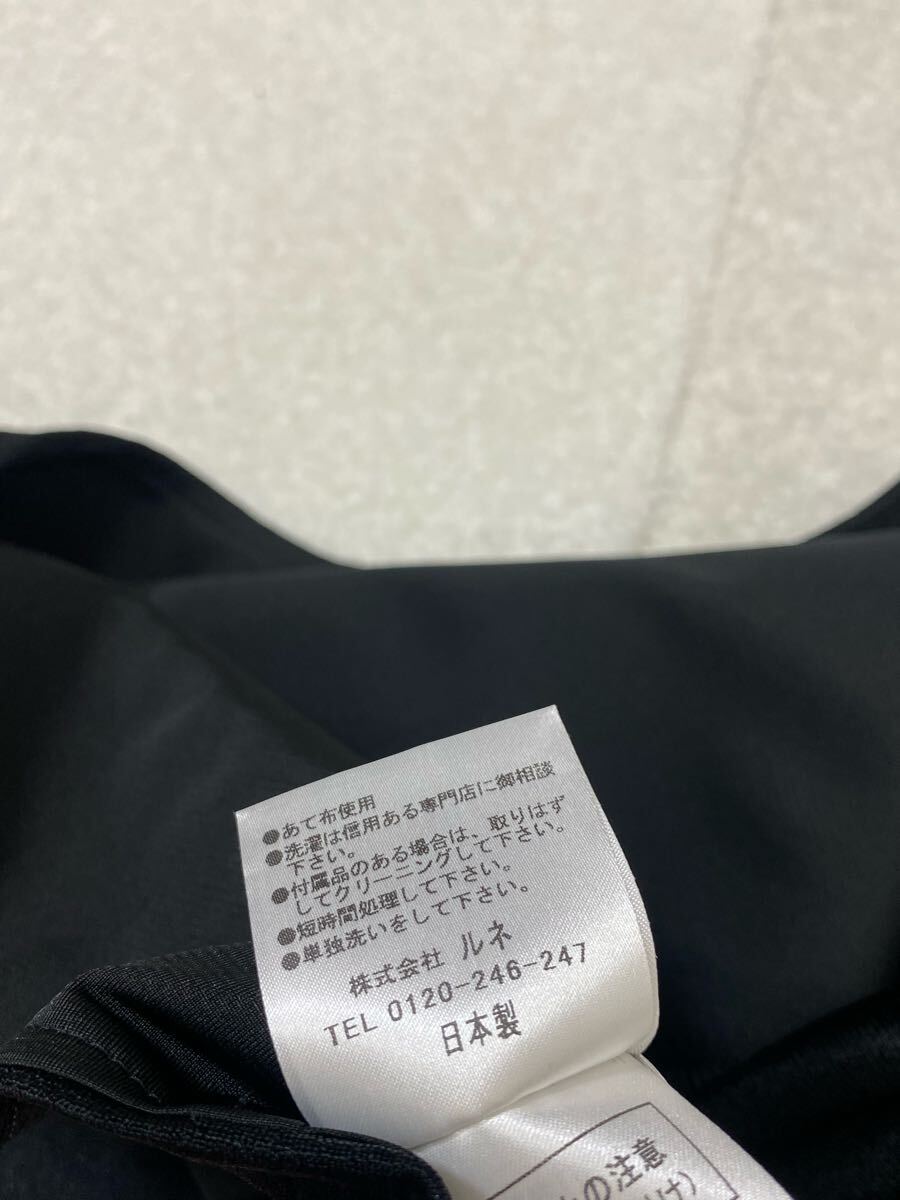 ●あて布使用
●洗濯は信用ある専門店に御相談
下さい。
●付属品のある場合は、取りはず
してクリーニングして下さい。
●短時間処理して下さい。
●単独洗いをして下さい。
株式会社 ルネ
TEL 0120-246-247
日本製
の注意